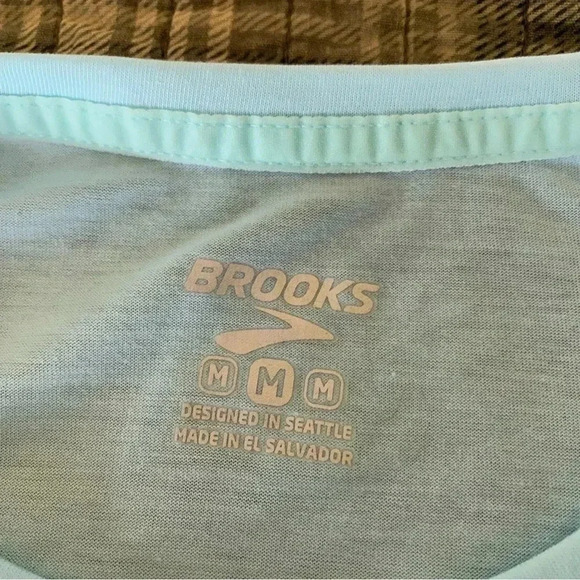 BROOKS
M M M
DESIGNED IN SEATTLE
MADE IN EL SALVADOR